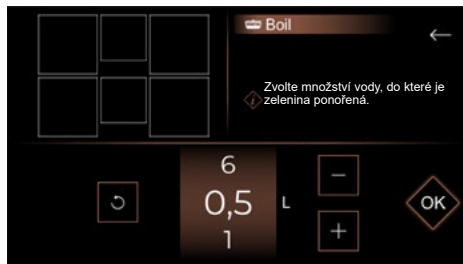 Boil
Zvolte množství vody, do které je
zelenina ponořená.
6
0,5 L
1
OK